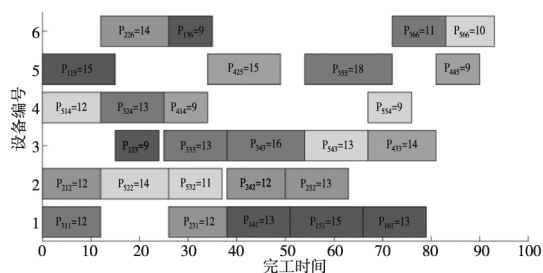 设备编号
6
P226=14 P136=9 P366=11 P566=10
5
P115=15 P425=15 P355=18 P445=9
4
P514=12 P324=13 P414=9 P554=9
3
P123=9 P333=13 P343=16 P543=13 P433=14
2
P212=12 P522=14 P532=11 P242=12 P252=13
1
P311=12 P231=12 P141=13 P151=15 P161=13
0 10 20 30 40 50 60 70 80 90 100
完工时间